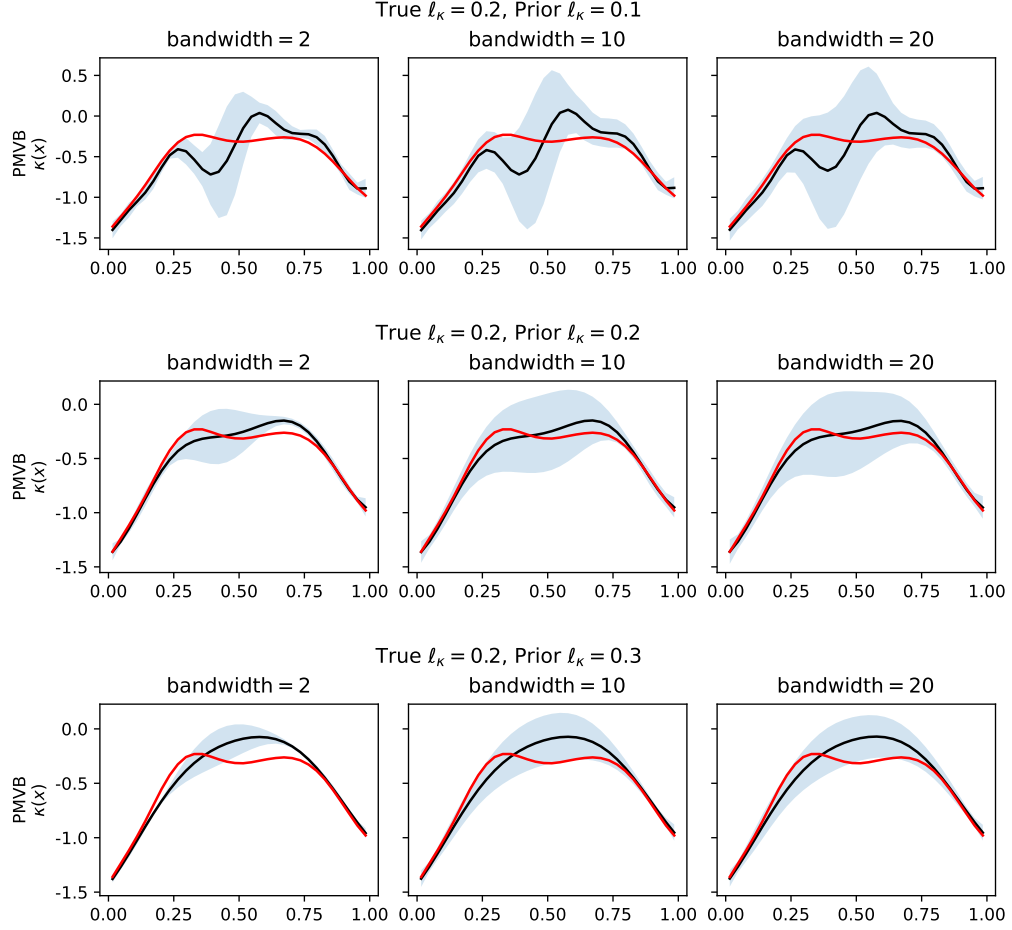 True ℓκ = 0.2, Prior ℓκ = 0.1
bandwidth = 2 bandwidth = 10 bandwidth = 20
PMVB
κ(x)
0.5
0.0
-0.5
-1.0
-1.5
0.00 0.25 0.50 0.75 1.00 0.00 0.25 0.50 0.75 1.00 0.00 0.25 0.50 0.75 1.00
True ℓκ = 0.2, Prior ℓκ = 0.2
bandwidth = 2 bandwidth = 10 bandwidth = 20
PMVB
κ(x)
0.0
-0.5
-1.0
-1.5
0.00 0.25 0.50 0.75 1.00 0.00 0.25 0.50 0.75 1.00 0.00 0.25 0.50 0.75 1.00
True ℓκ = 0.2, Prior ℓκ = 0.3
bandwidth = 2 bandwidth = 10 bandwidth = 20
PMVB
κ(x)
0.0
-0.5
-1.0
-1.5
0.00 0.25 0.50 0.75 1.00 0.00 0.25 0.50 0.75 1.00 0.00 0.25 0.50 0.75 1.00